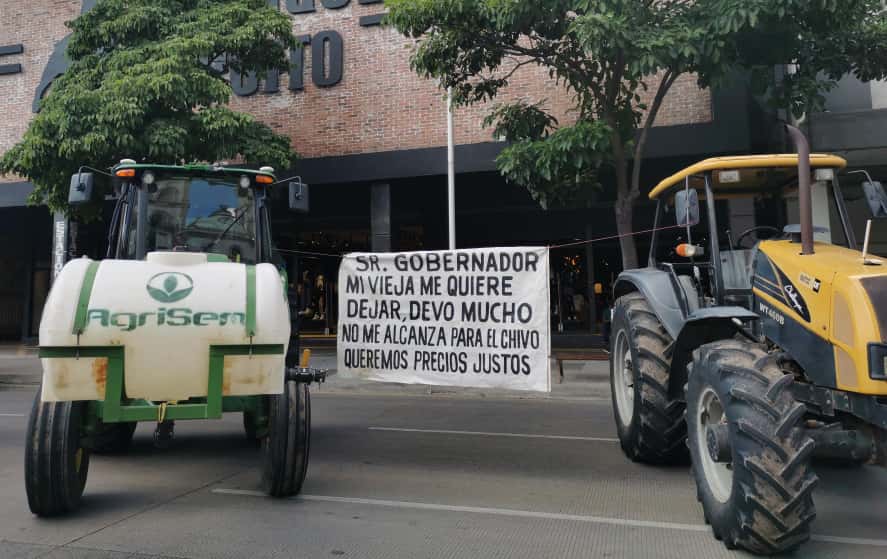 SR. GOBERNADOR
MI VIEJA ME QUIERE
DEJAR, DEVO MUCHO
NO ME ALCANZA PARA EL CHIVO
QUEREMOS PRECIOS JUSTOS
AgriSem